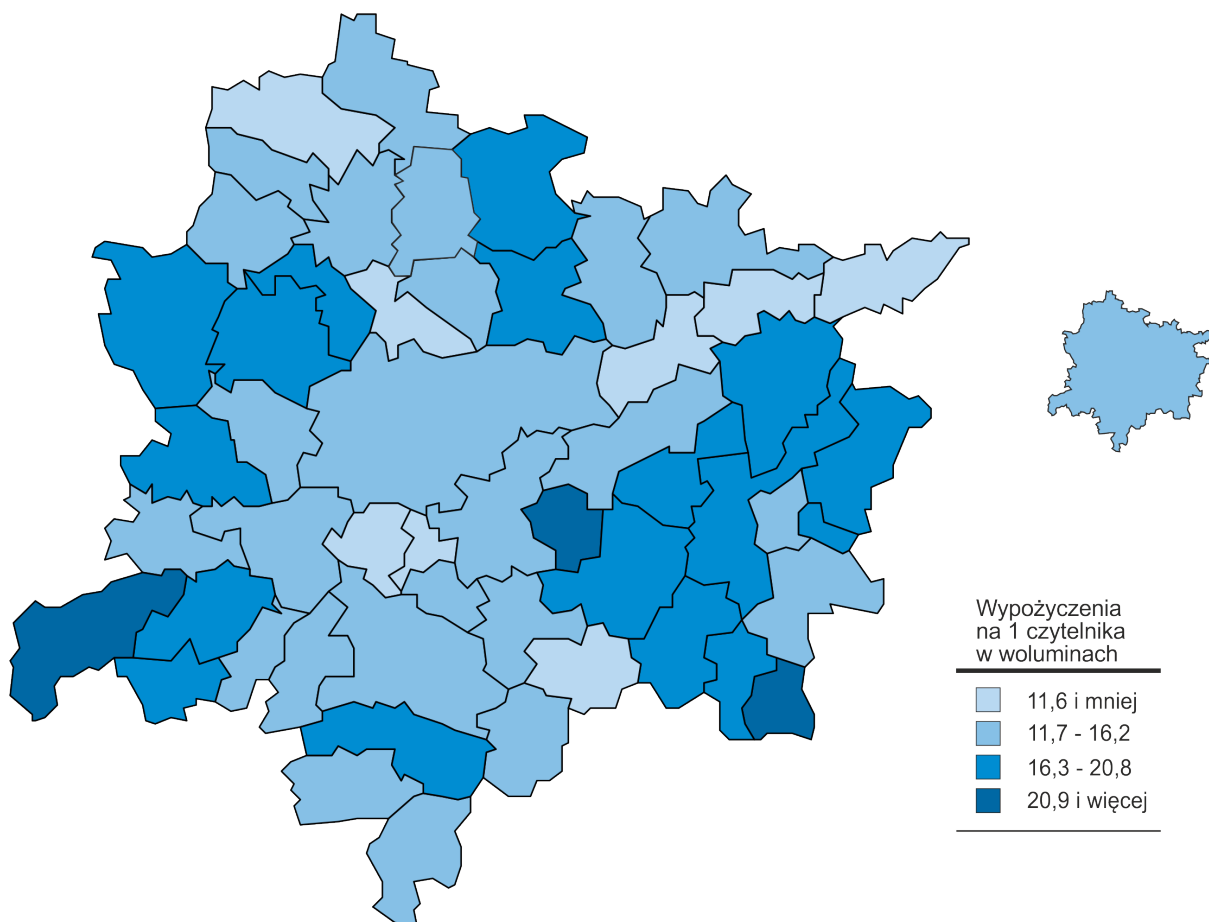 Wypożyczenia
na 1 czytelnika
w woluminach
11,6 i mniej
11,7 - 16,2
16,3 - 20,8
20,9 i więcej